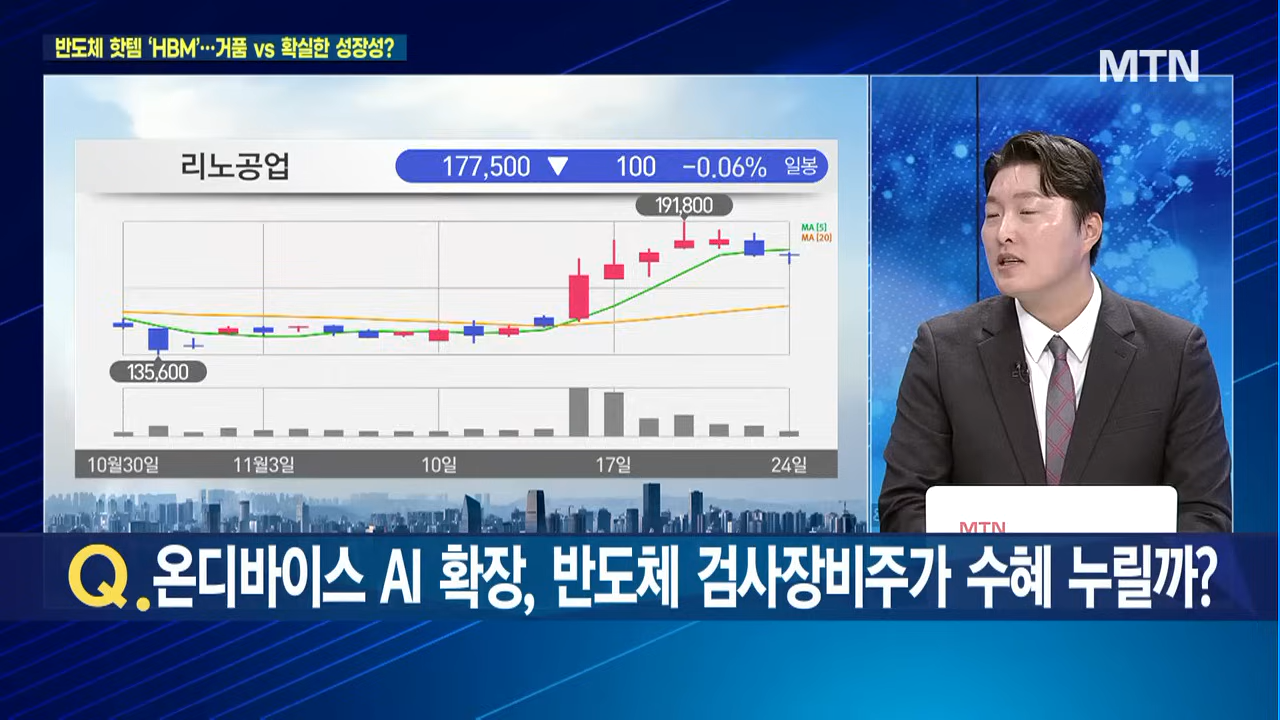 반도체 핫템 ‘HBM’…거품 vs 확실한 성장성?
MTN
리노공업
177,500 ▼ 100 -0.06% 일봉
191,800
MA [5]
MA [20]
135,600
10월30일 11월3일 10일 17일 24일
MTN
Q. 온디바이스 AI 확장, 반도체 검사장비주가 수혜 누릴까?